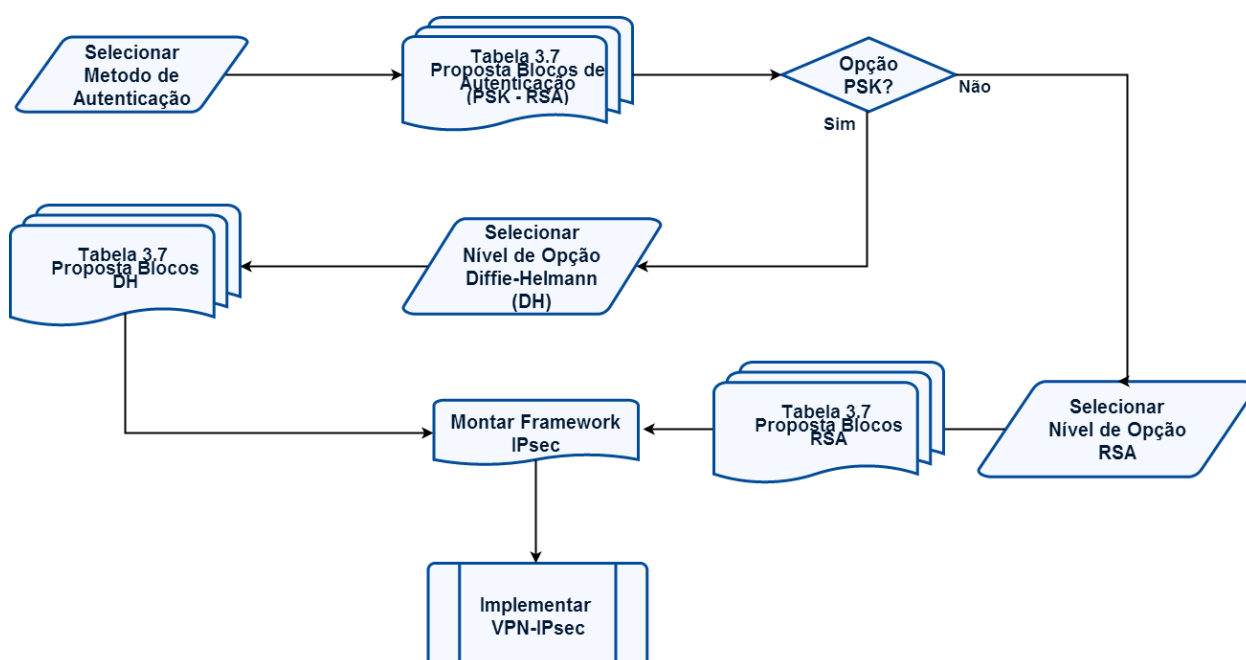 Selecionar
Metodo de
Autenticação
Tabela 3.7
Proposta Blocos de
Autenticação
(PSK - RSA)
Opção
PSK?
Não
Sim
Selecionar
Nível de Opção
Diffie-Helmann
(DH)
Tabela 3.7
Proposta Blocos
DH
Montar Framework
IPsec
Tabela 3.7
Proposta Blocos
RSA
Selecionar
Nível de Opção
RSA
Implementar
VPN-IPsec